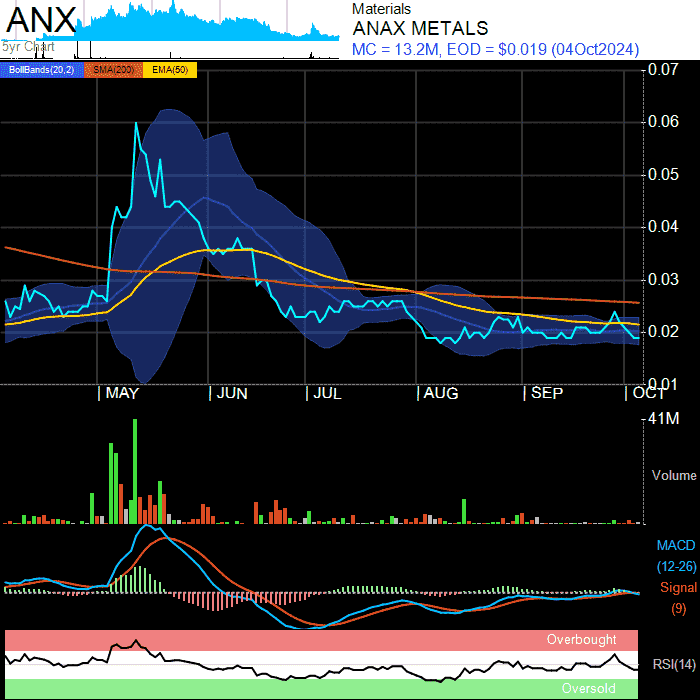 ANX
5yr Chart
Materials
ANAX METALS
MC = 13.2M, EOD = $0.019 (04Oct2024)
BollBands(20,2) SMA(200) EMA(50)
0.07
0.06
0.05
0.04
0.03
0.02
0.01
MAY JUN JUL AUG SEP OCT
41M
Volume
MACD
(12-26)
Signal
(9)
Overbought
RSI(14)
Oversold